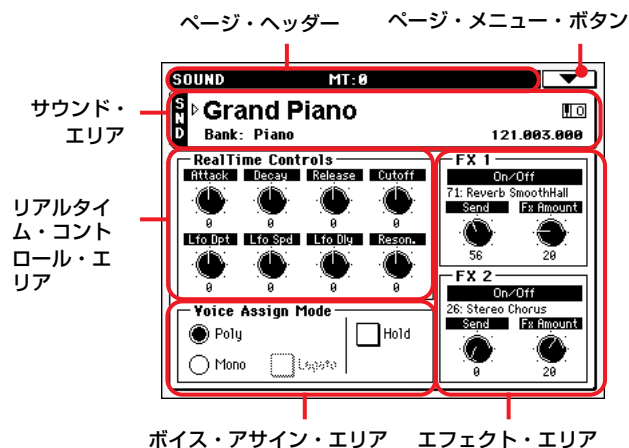 ページ・ヘッダー
ページ・メニュー・ボタン
SOUND MT:0
サウンド・
エリア
SND
Grand Piano
Bank: Piano 121.003.000
リアルタイ
ム・コント
ロール・エ
リア
RealTime Controls
Attack Decay Release Cutoff
0 0 0 0
Lfo Dpt Lfo Spd Lfo Dly Reson.
0 0 0 0
FX 1
On/Off
71: Reverb SmoothHall
Send Fx Amount
56 20
FX 2
On/Off
26: Stereo Chorus
Send Fx Amount
0 20
Voice Assign Mode
Poly
Mono
Legato
Hold
ボイス・アサイン・エリア
エフェクト・エリア